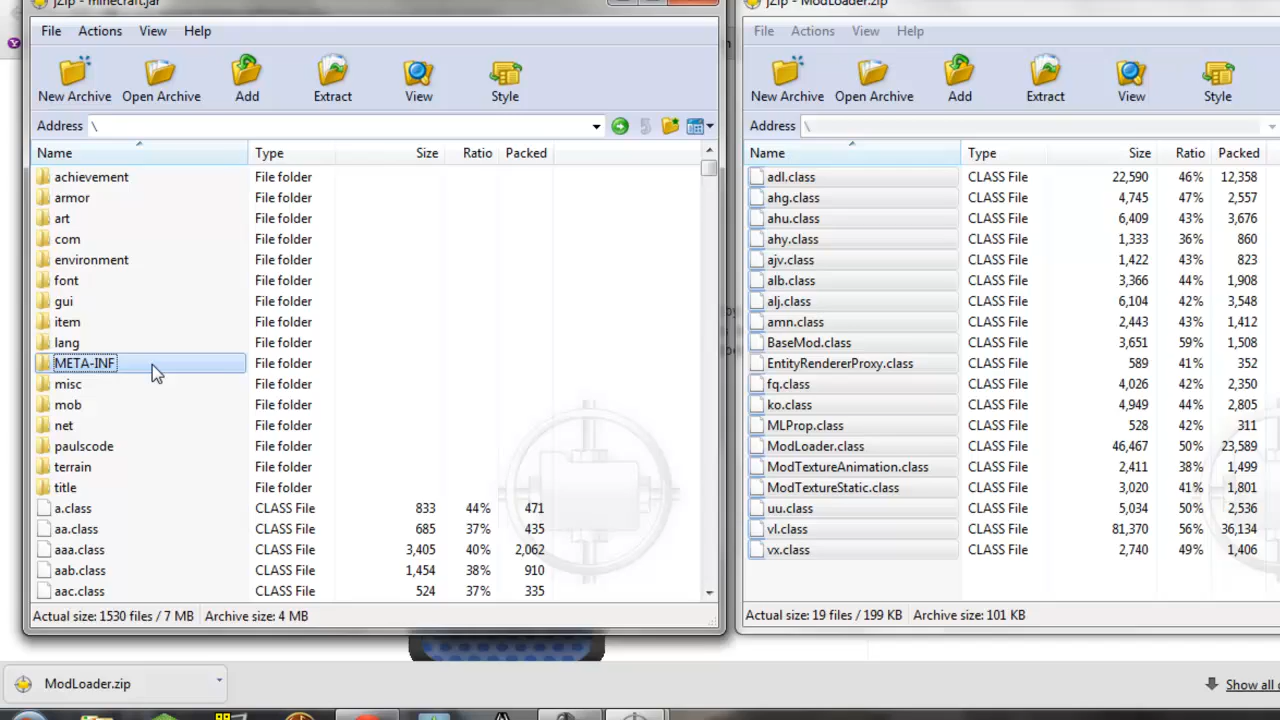 jZip - minecraft.jar
File Actions View Help
New Archive Open Archive Add Extract View Style
Address \
Name Type Size Ratio Packed
achievement File folder
armor File folder
art File folder
com File folder
environment File folder
font File folder
gui File folder
item File folder
lang File folder
META-INF File folder
misc File folder
mob File folder
net File folder
paulscode File folder
terrain File folder
title File folder
a.class CLASS File 833 44% 471
aa.class CLASS File 685 37% 435
aaa.class CLASS File 3,405 40% 2,062
aab.class CLASS File 1,454 38% 910
aac.class CLASS File 524 37% 335
Actual size: 1530 files / 7 MB Archive size: 4 MB
jZip - ModLoader.zip
File Actions View Help
New Archive Open Archive Add Extract View Style
Address \
Name Type Size Ratio Packed
adl.class CLASS File 22,590 46% 12,358
ahg.class CLASS File 4,745 47% 2,557
ahu.class CLASS File 6,409 43% 3,676
ahy.class CLASS File 1,333 36% 860
ajv.class CLASS File 1,422 43% 823
alb.class CLASS File 3,366 44% 1,908
alj.class CLASS File 6,104 42% 3,548
amn.class CLASS File 2,443 43% 1,412
BaseMod.class CLASS File 3,651 59% 1,508
EntityRendererProxy.class CLASS File 589 41% 352
fq.class CLASS File 4,026 42% 2,350
ko.class CLASS File 4,949 44% 2,805
MLProp.class CLASS File 528 42% 311
ModLoader.class CLASS File 46,467 50% 23,589
ModTextureAnimation.class CLASS File 2,411 38% 1,499
ModTextureStatic.class CLASS File 3,020 41% 1,801
uu.class CLASS File 5,034 50% 2,536
vl.class CLASS File 81,370 56% 36,134
vx.class CLASS File 2,740 49% 1,406
Actual size: 19 files / 199 KB Archive size: 101 KB
ModLoader.zip
Show all